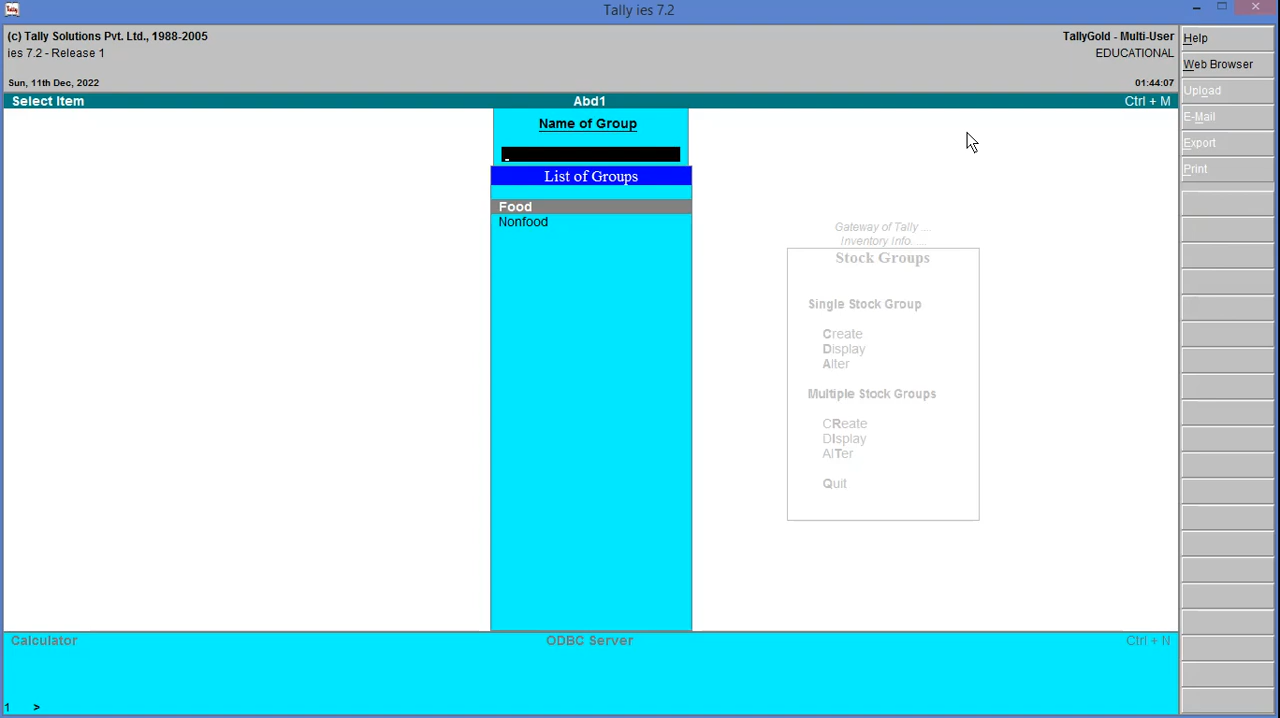 Tally
Tally ies 7.2
(c) Tally Solutions Pvt. Ltd., 1988-2005
TallyGold - Multi-User
ies 7.2 - Release 1
EDUCATIONAL
Sun, 11th Dec, 2022
01:44:07
Select Item
Abd1
Ctrl + M
Name of Group
List of Groups
Food
Nonfood
Gateway of Tally ....
Inventory Info.....
Stock Groups
Single Stock Group
Create
Display
Alter
Multiple Stock Groups
CReate
DIsplay
AlTer
Quit
Help
Web Browser
Upload
E-Mail
Export
Print
Calculator
ODBC Server
Ctrl + N
1 >